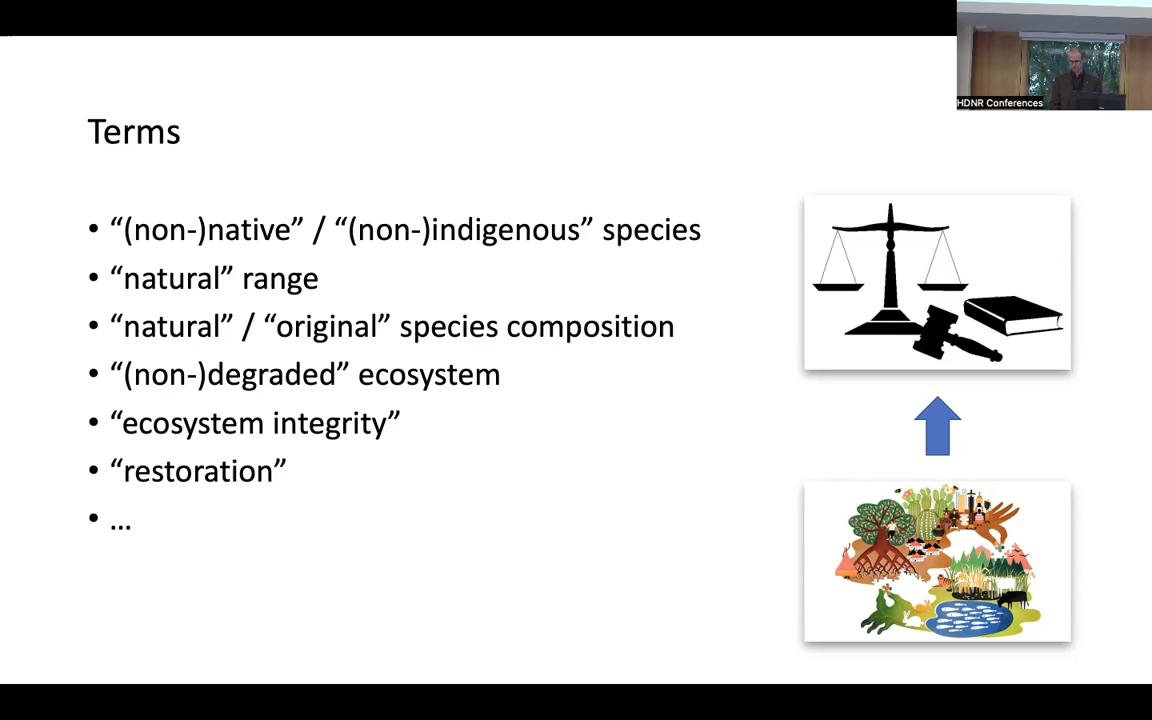 HDNR Conferences
Terms
• “(non-)native” / “(non-)indigenous” species
• “natural” range
• “natural” / “original” species composition
• “(non-)degraded” ecosystem
• “ecosystem integrity”
• “restoration”
• ...